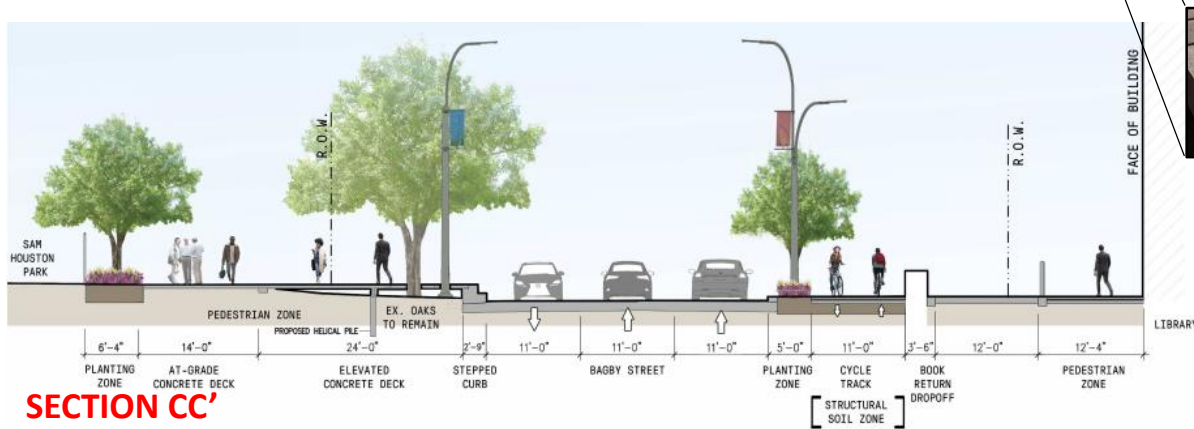 FACE OF BUILDING
R.O.W.
R.O.W.
SAM
HOUSTON
PARK
PEDESTRIAN ZONE
PROPOSED HELICAL PILE
EX. OAKS
TO REMAIN
LIBRARY
6'-4"
14'-0"
24'-0"
2'-9"
11'-0"
11'-0"
11'-0"
5'-0"
11'-0"
3'-6"
12'-0"
12'-4"
PLANTING
ZONE
AT-GRADE
CONCRETE DECK
ELEVATED
CONCRETE DECK
STEPPED
CURB
BAGBY STREET
PLANTING
ZONE
CYCLE
TRACK
BOOK
RETURN
DROPOFF
PEDESTRIAN
ZONE
STRUCTURAL
SOIL ZONE
SECTION CC'